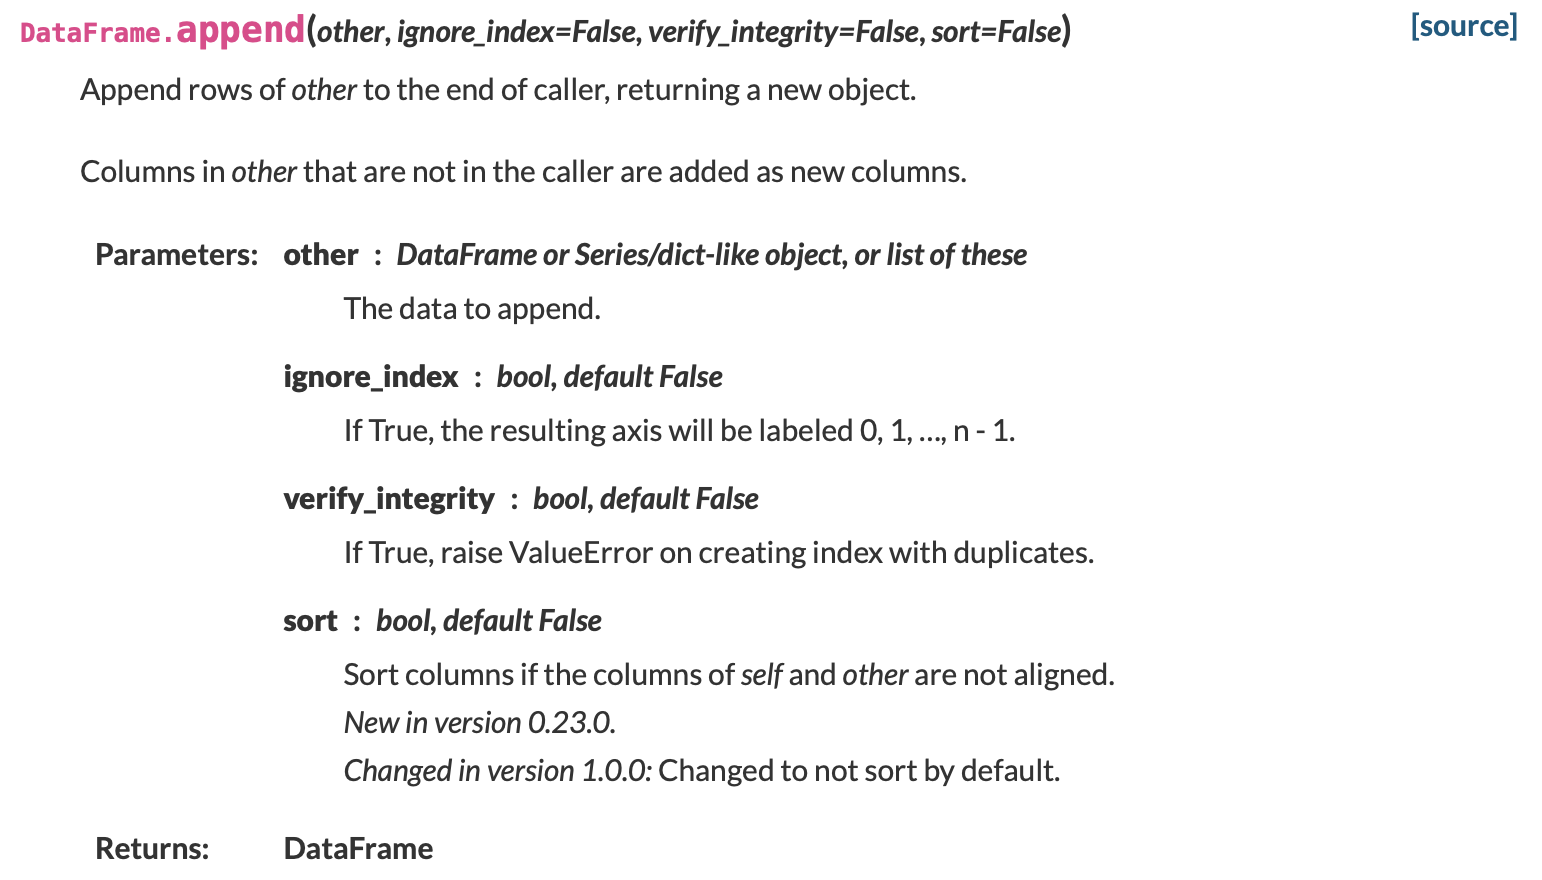 DataFrame.append(other, ignore_index=False, verify_integrity=False, sort=False) [source]
Append rows of other to the end of caller, returning a new object.
Columns in other that are not in the caller are added as new columns.
Parameters: other : DataFrame or Series/dict-like object, or list of these
The data to append.
ignore_index : bool, default False
If True, the resulting axis will be labeled 0, 1, …, n - 1.
verify_integrity : bool, default False
If True, raise ValueError on creating index with duplicates.
sort : bool, default False
Sort columns if the columns of self and other are not aligned.
New in version 0.23.0.
Changed in version 1.0.0: Changed to not sort by default.
Returns: DataFrame